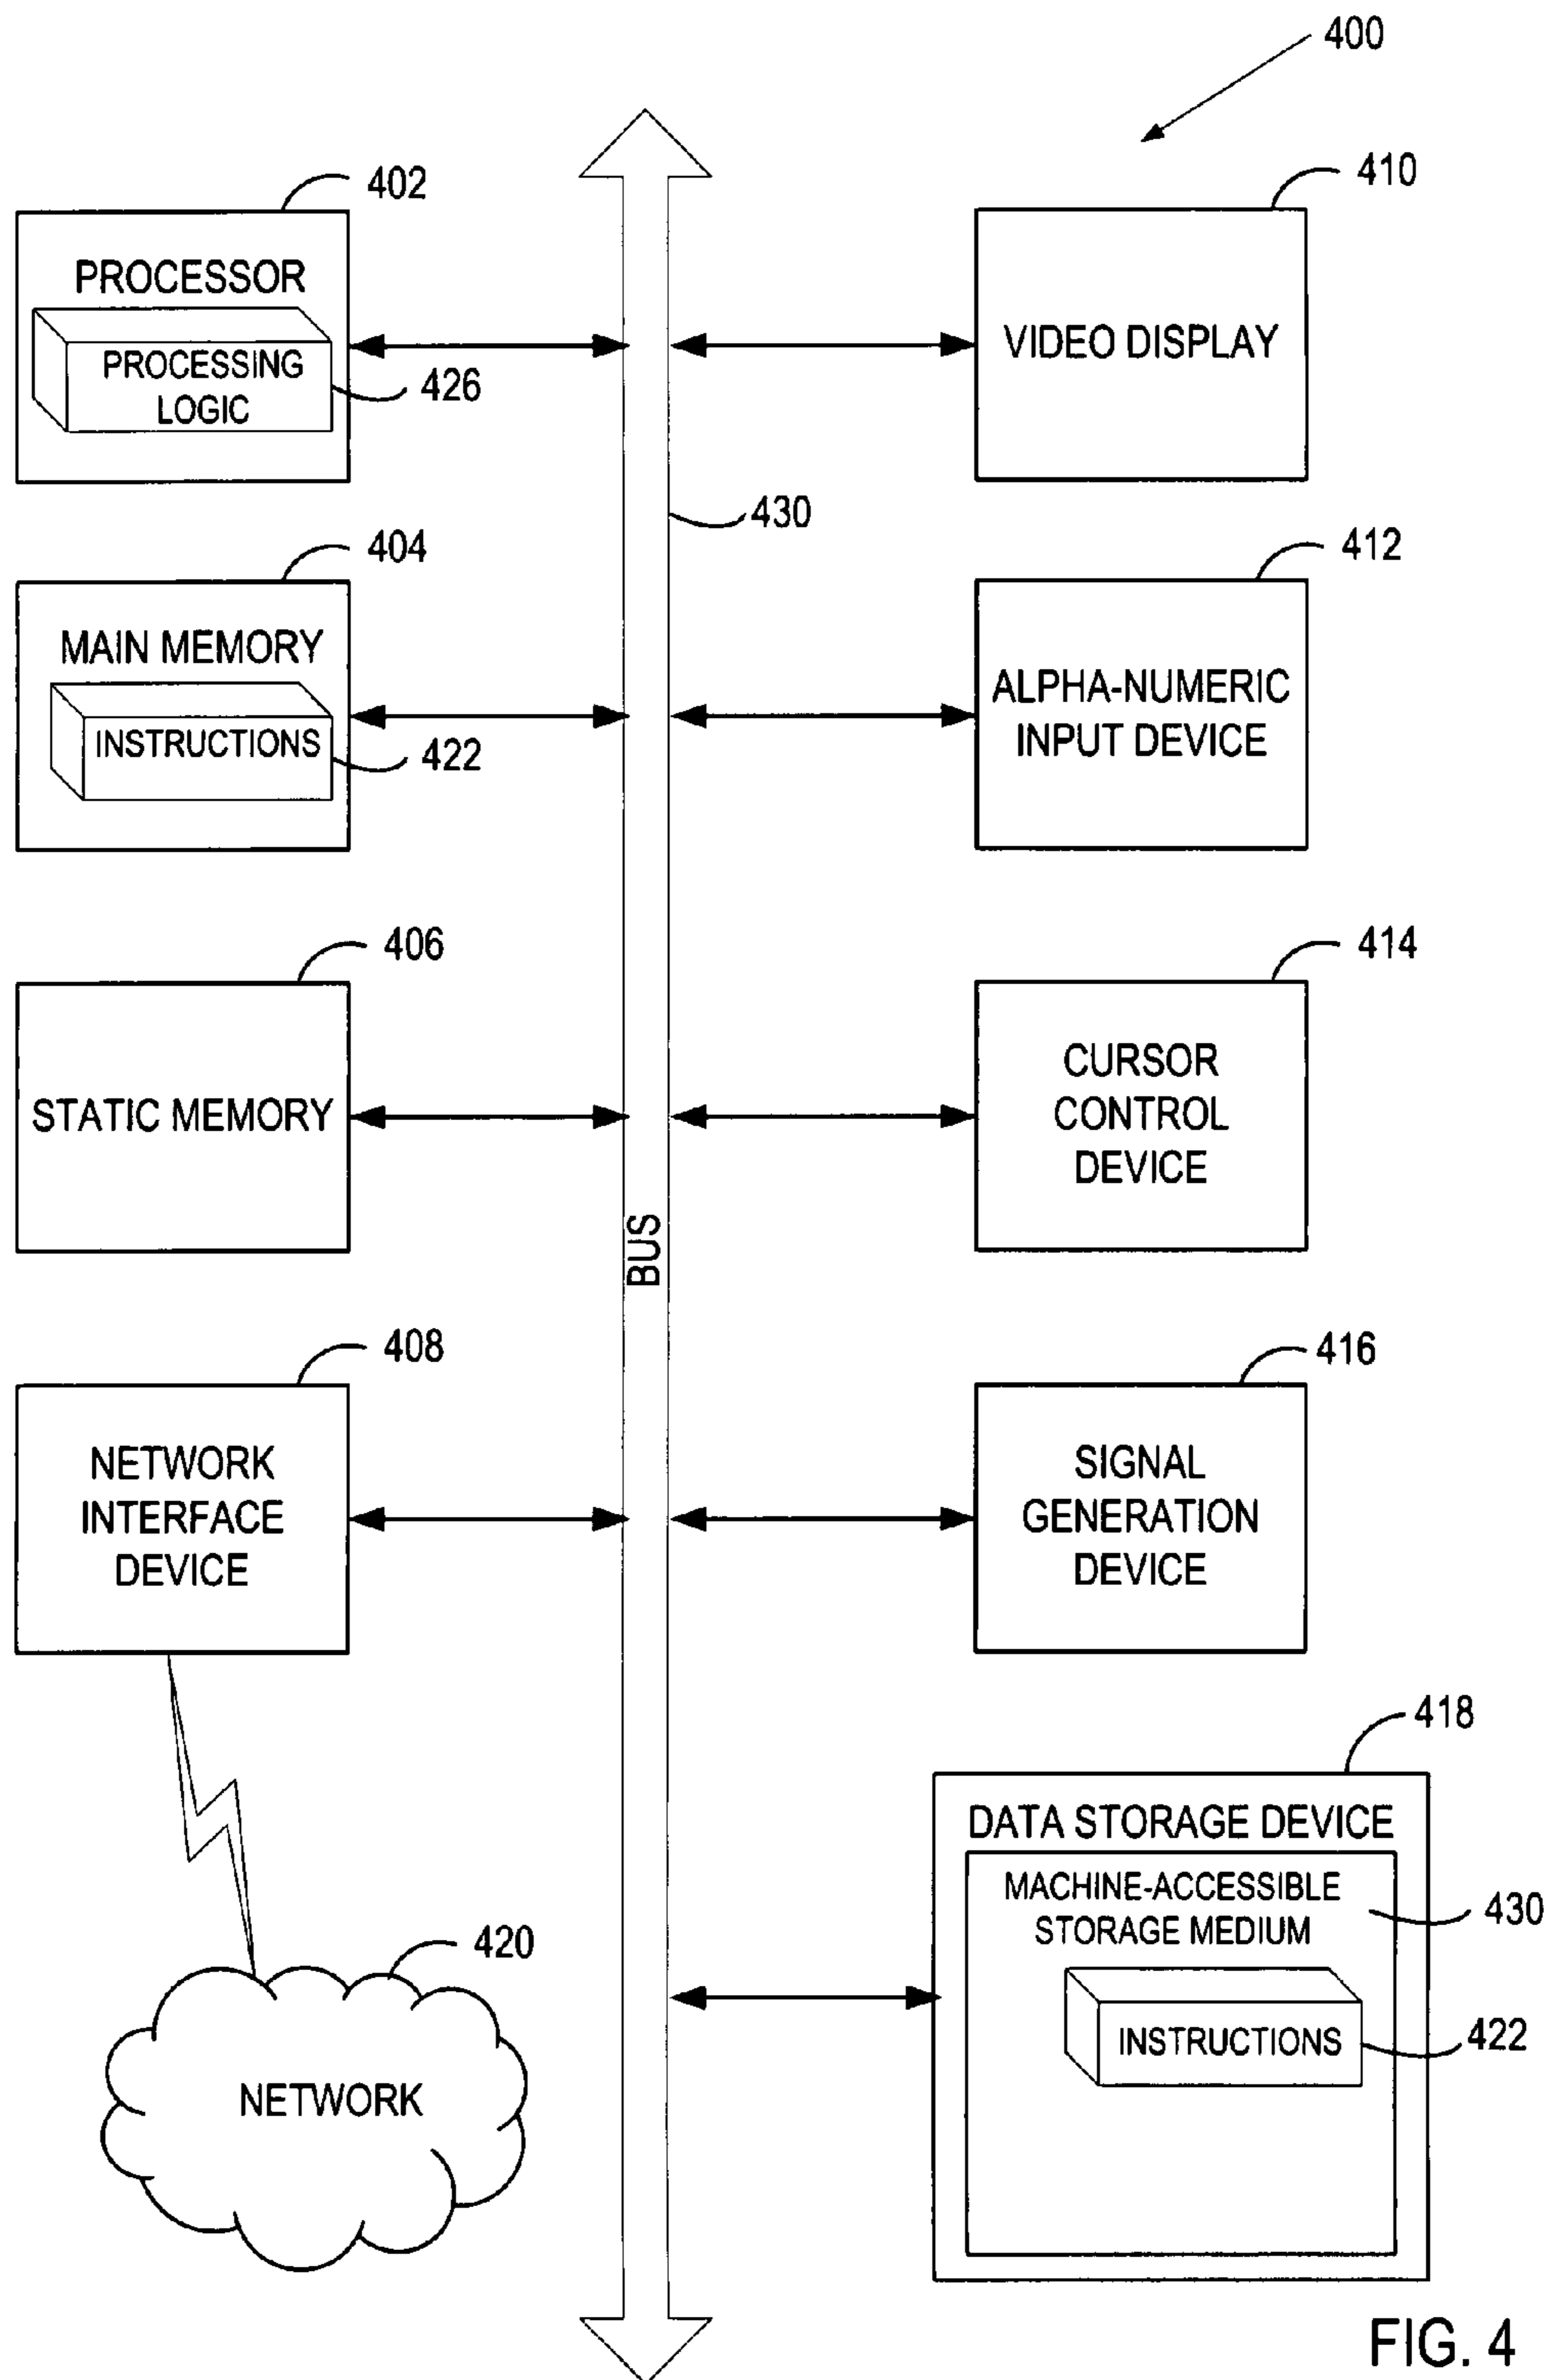 400
402
PROCESSOR
PROCESSING
LOGIC
426
410
VIDEO DISPLAY
430
404
MAIN MEMORY
INSTRUCTIONS
422
412
ALPHA-NUMERIC
INPUT DEVICE
406
STATIC MEMORY
414
CURSOR
CONTROL
DEVICE
BUS
408
NETWORK
INTERFACE
DEVICE
416
SIGNAL
GENERATION
DEVICE
418
DATA STORAGE DEVICE
MACHINE-ACCESSIBLE
STORAGE MEDIUM
430
INSTRUCTIONS
422
420
NETWORK
FIG. 4